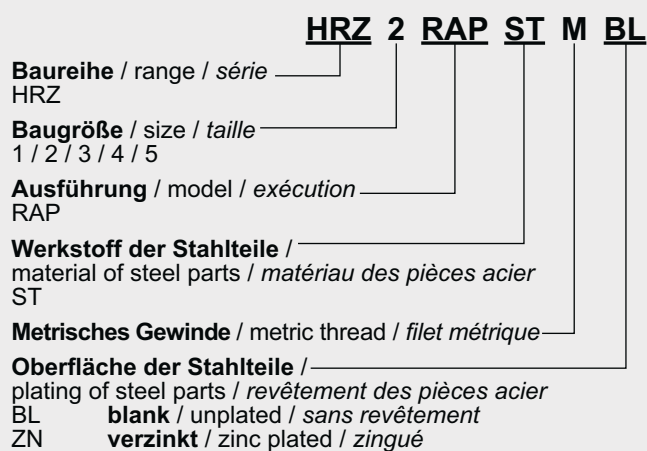 HRZ 2 RAP ST M BL
Baureihe / range / série
HRZ
Baugröße / size / taille
1 / 2 / 3 / 4 / 5
Ausführung / model / exécution
RAP
Werkstoff der Stahlteile /
material of steel parts / matériau des pièces acier
ST
Metrisches Gewinde / metric thread / filet métrique
Oberfläche der Stahlteile /
plating of steel parts / revêtement des pièces acier
BL blank / unplated / sans revêtement
ZN verzinkt / zinc plated / zingué